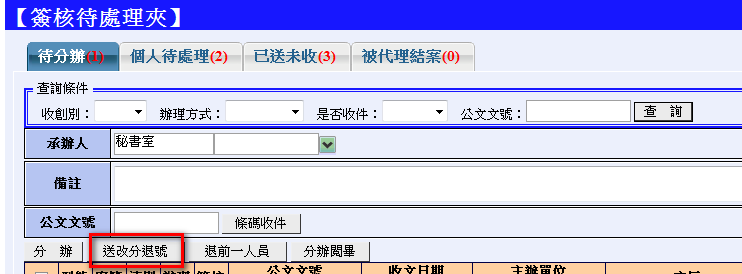 【簽核待處理夾】
待分辦(1) 個人待處理(2) 已送未收(3) 被代理結案(0)
查詢條件
收創別： 辦理方式： 是否收件： 公文文號： 查 詢
承辦人 秘書室
備註
公文文號 條碼收件
分 辦 送改分退號 退前一人員 分辦閱畢
公文文號 收文日期 主辦單位